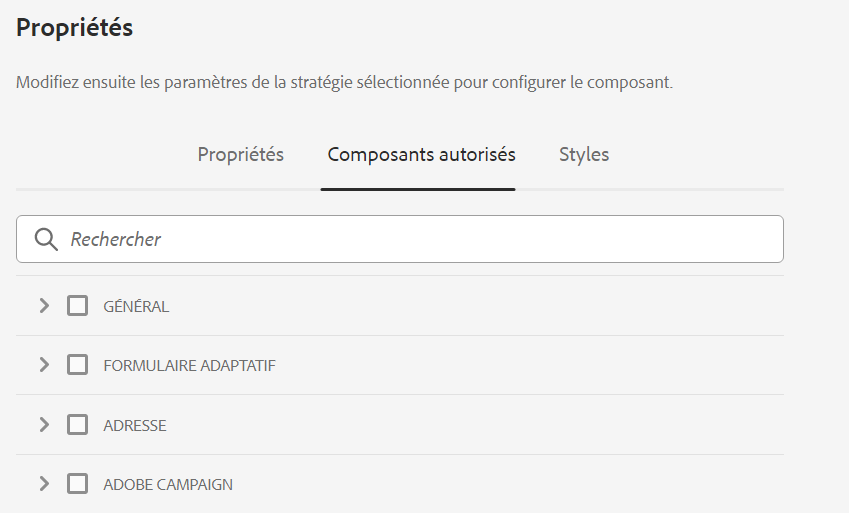 Propriétés
Modifiez ensuite les paramètres de la stratégie sélectionnée pour configurer le composant.
Propriétés Composants autorisés Styles
Rechercher
GÉNÉRAL
FORMULAIRE ADAPTATIF
ADRESSE
ADOBE CAMPAIGN